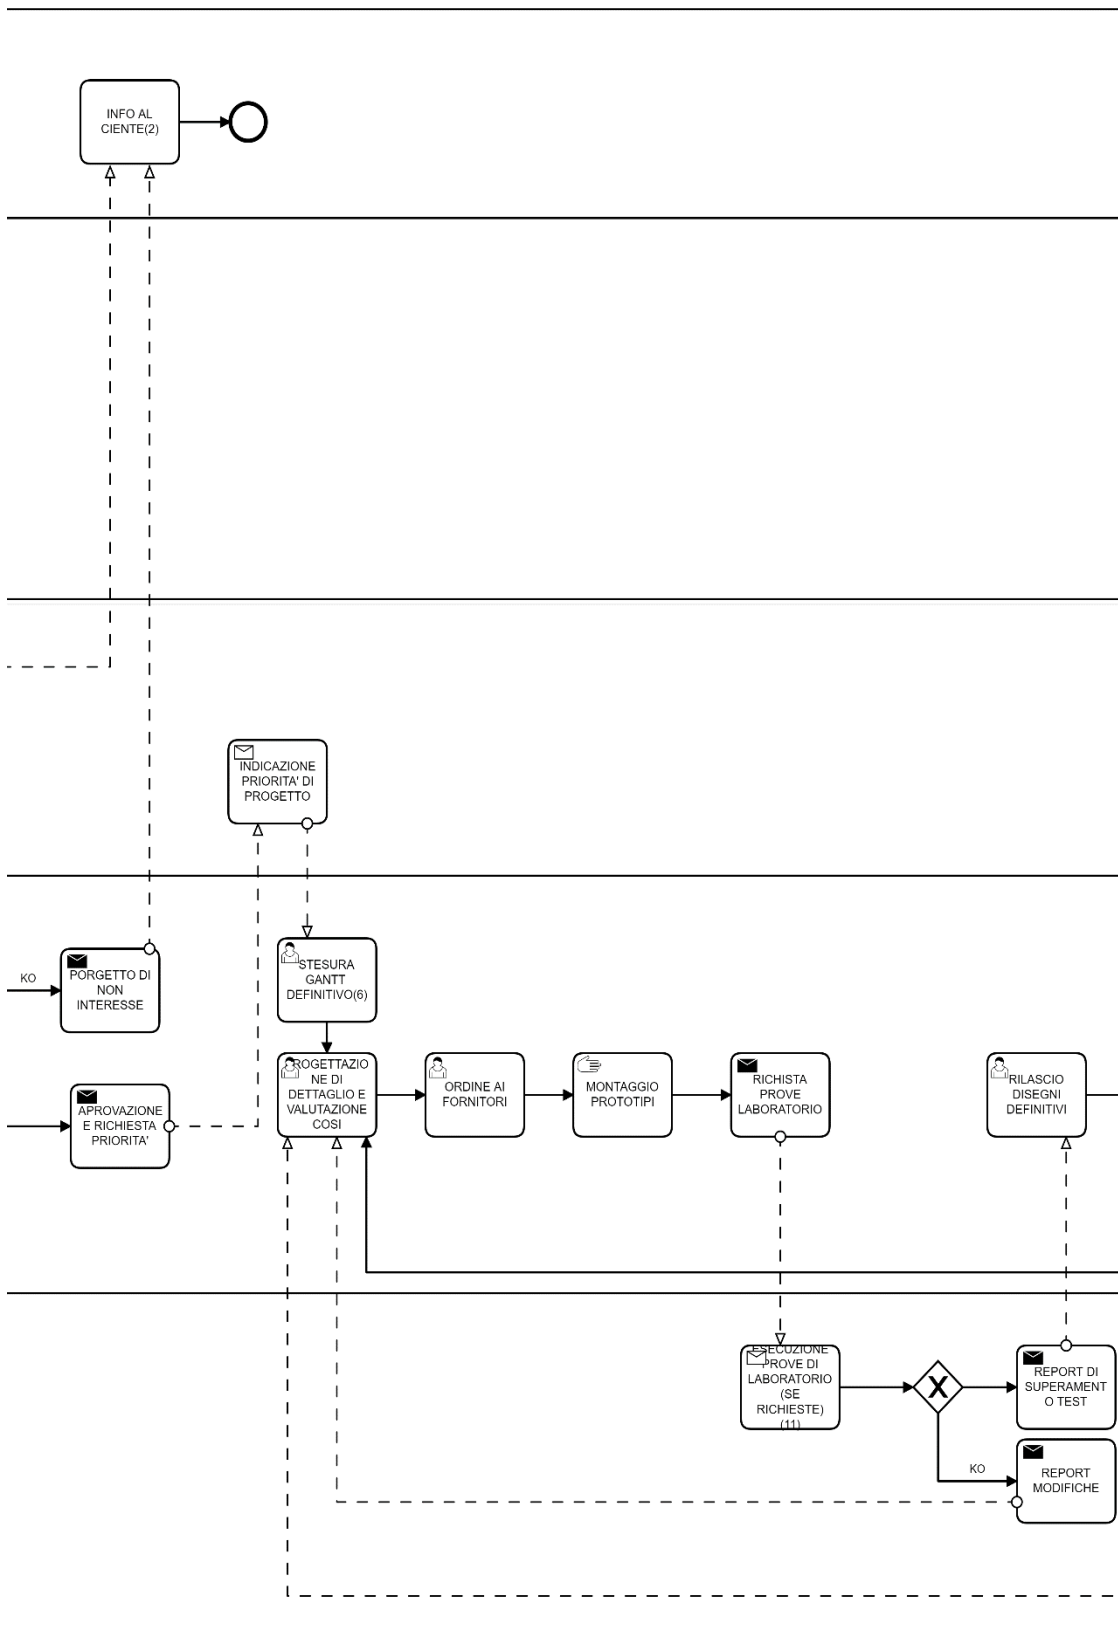 INFO AL
CIENTE(2)
INDICAZIONE
PRIORITA' DI
PROGETTO
KO
PORGETTO DI
NON
INTERESSE
STESURA
GANTT
DEFINITIVO(6)
APROVAZIONE
E RICHIESTA
PRIORITA'
ROGETTAZIO
NE DI
DETTAGLIO E
VALUTAZIONE
COSI
ORDINE AI
FORNITORI
MONTAGGIO
PROTOTIPI
RICHISTA
PROVE
LABORATORIO
RILASCIO
DISEGNI
DEFINITIVI
ESECUZIONE
PROVE DI
LABORATORIO
(SE
RICHIESTE)
(11)
X
REPORT DI
SUPERAMENT
O TEST
KO
REPORT
MODIFICHE